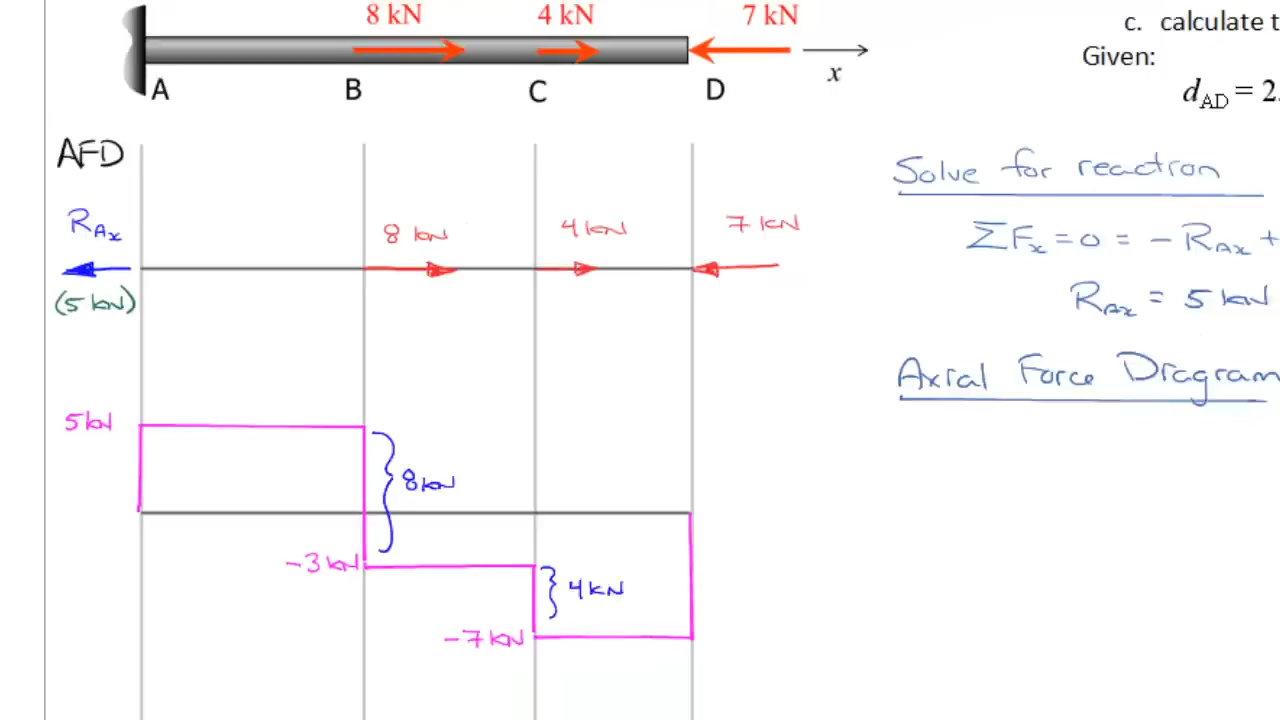 8 kN 4 kN 7 kN
c. calculate t
Given:
x
A B C D
d_AD = 2.
AFD
Solve for reaction
R_Ax 8 kN 4 kN 7 kN
ΣF_x = 0 = - R_Ax +
(5 kN)
R_Ax = 5 kN
Axial Force Diagram
5 kN
8 kN
-3 kN
4 kN
-7 kN